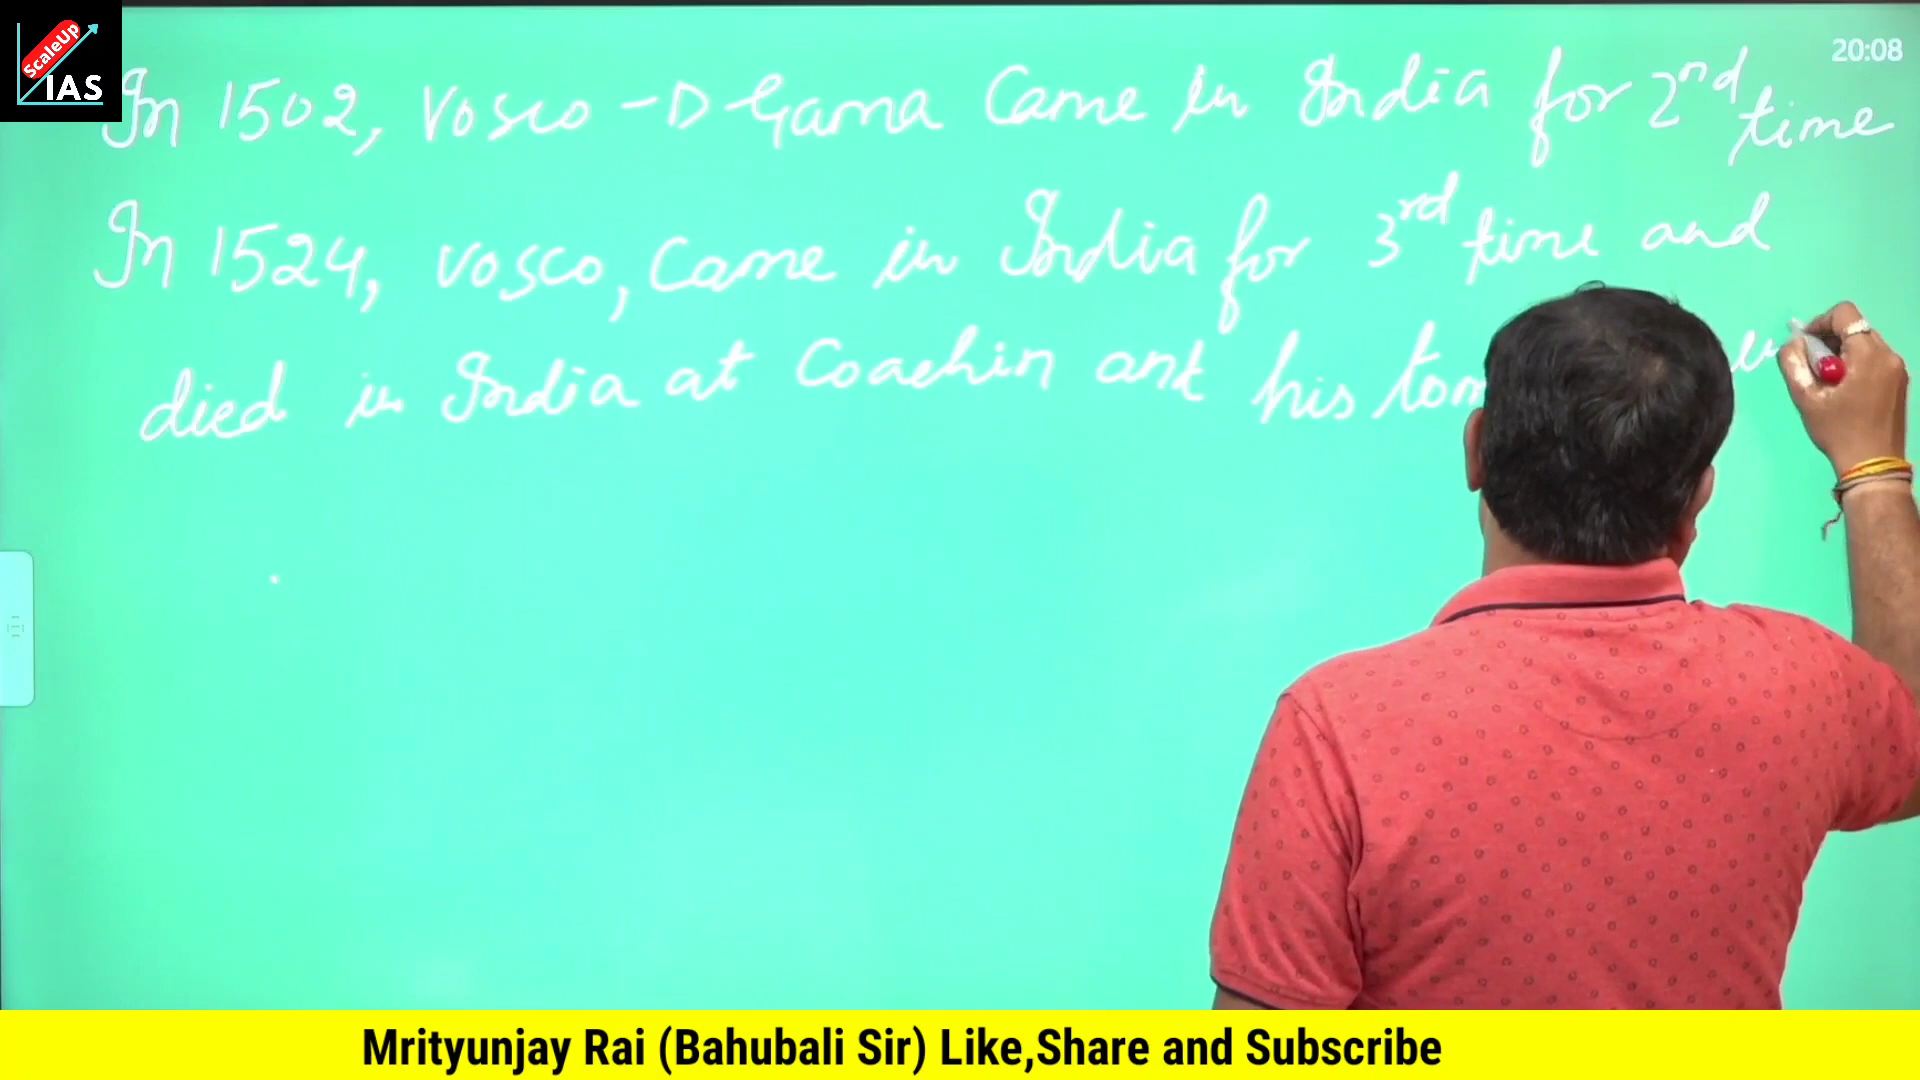 ScaleUp
IAS
20:08
In 1502, Vosco-D Gama Came in India for 2nd time
In 1524, Vosco, Came in India for 3rd time and
died in India at Coachin ant his tom
Mrityunjay Rai (Bahubali Sir) Like,Share and Subscribe